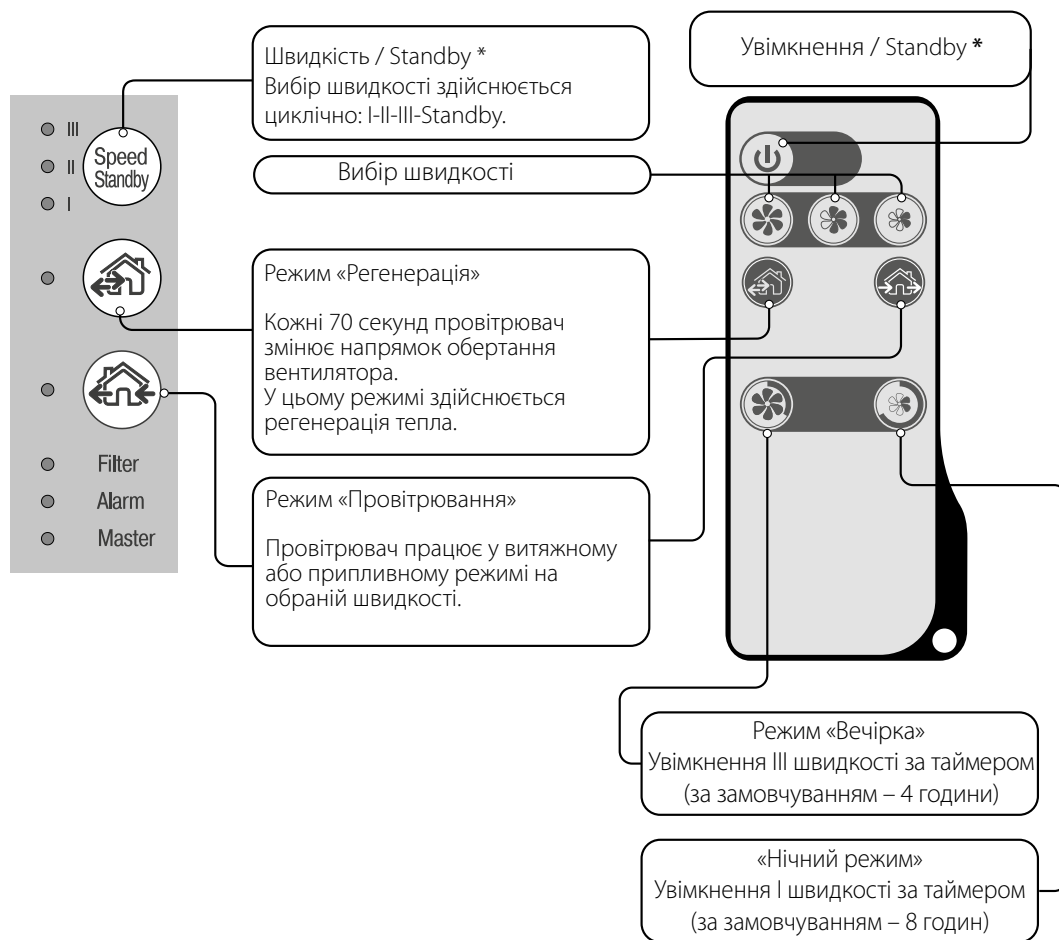 Швидкість / Standby *
Вибір швидкості здійснюється
циклічно: I-II-III-Standby.
Увімкнення / Standby *
III
II
I
Speed
Standby
Вибір швидкості
Режим «Регенерація»
Кожні 70 секунд провітрювач
змінює напрямок обертання
вентилятора.
У цьому режимі здійснюється
регенерація тепла.
Filter
Alarm
Master
Режим «Провітрювання»
Провітрювач працює у витяжному
або припливному режимі на
обраній швидкості.
Режим «Вечірка»
Увімкнення III швидкості за таймером
(за замовчуванням – 4 години)
«Нічний режим»
Увімкнення I швидкості за таймером
(за замовчуванням – 8 годин)